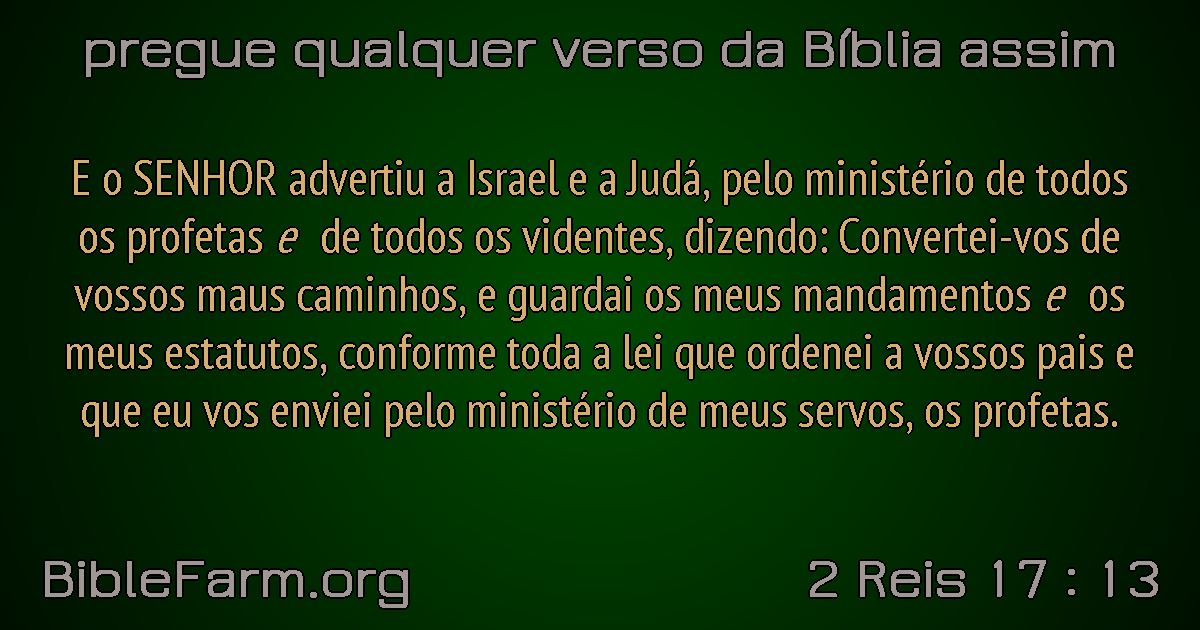 pregue qualquer verso da Bíblia assim
E o SENHOR advertiu a Israel e a Judá, pelo ministério de todos
os profetas e de todos os videntes, dizendo: Convertei-vos de
vossos maus caminhos, e guardai os meus mandamentos e os
meus estatutos, conforme toda a lei que ordenei a vossos pais e
que eu vos enviei pelo ministério de meus servos, os profetas.
BibleFarm.org
2 Reis 17 : 13